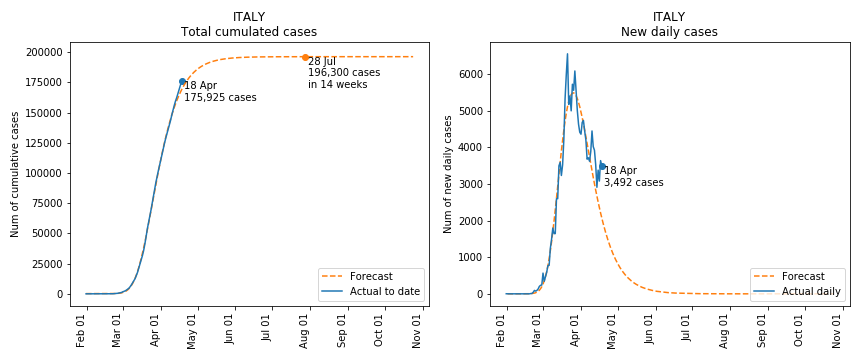 ITALY
Total cumulated cases
Num of cumulative cases
200000
175000
150000
125000
100000
75000
50000
25000
0
28 Jul
196,300 cases
in 14 weeks
18 Apr
175,925 cases
Forecast
Actual to date
Feb 01
Mar 01
Apr 01
May 01
Jun 01
Jul 01
Aug 01
Sep 01
Oct 01
Nov 01
ITALY
New daily cases
Num of new daily cases
6000
5000
4000
3000
2000
1000
0
18 Apr
3,492 cases
Forecast
Actual daily
Feb 01
Mar 01
Apr 01
May 01
Jun 01
Jul 01
Aug 01
Sep 01
Oct 01
Nov 01